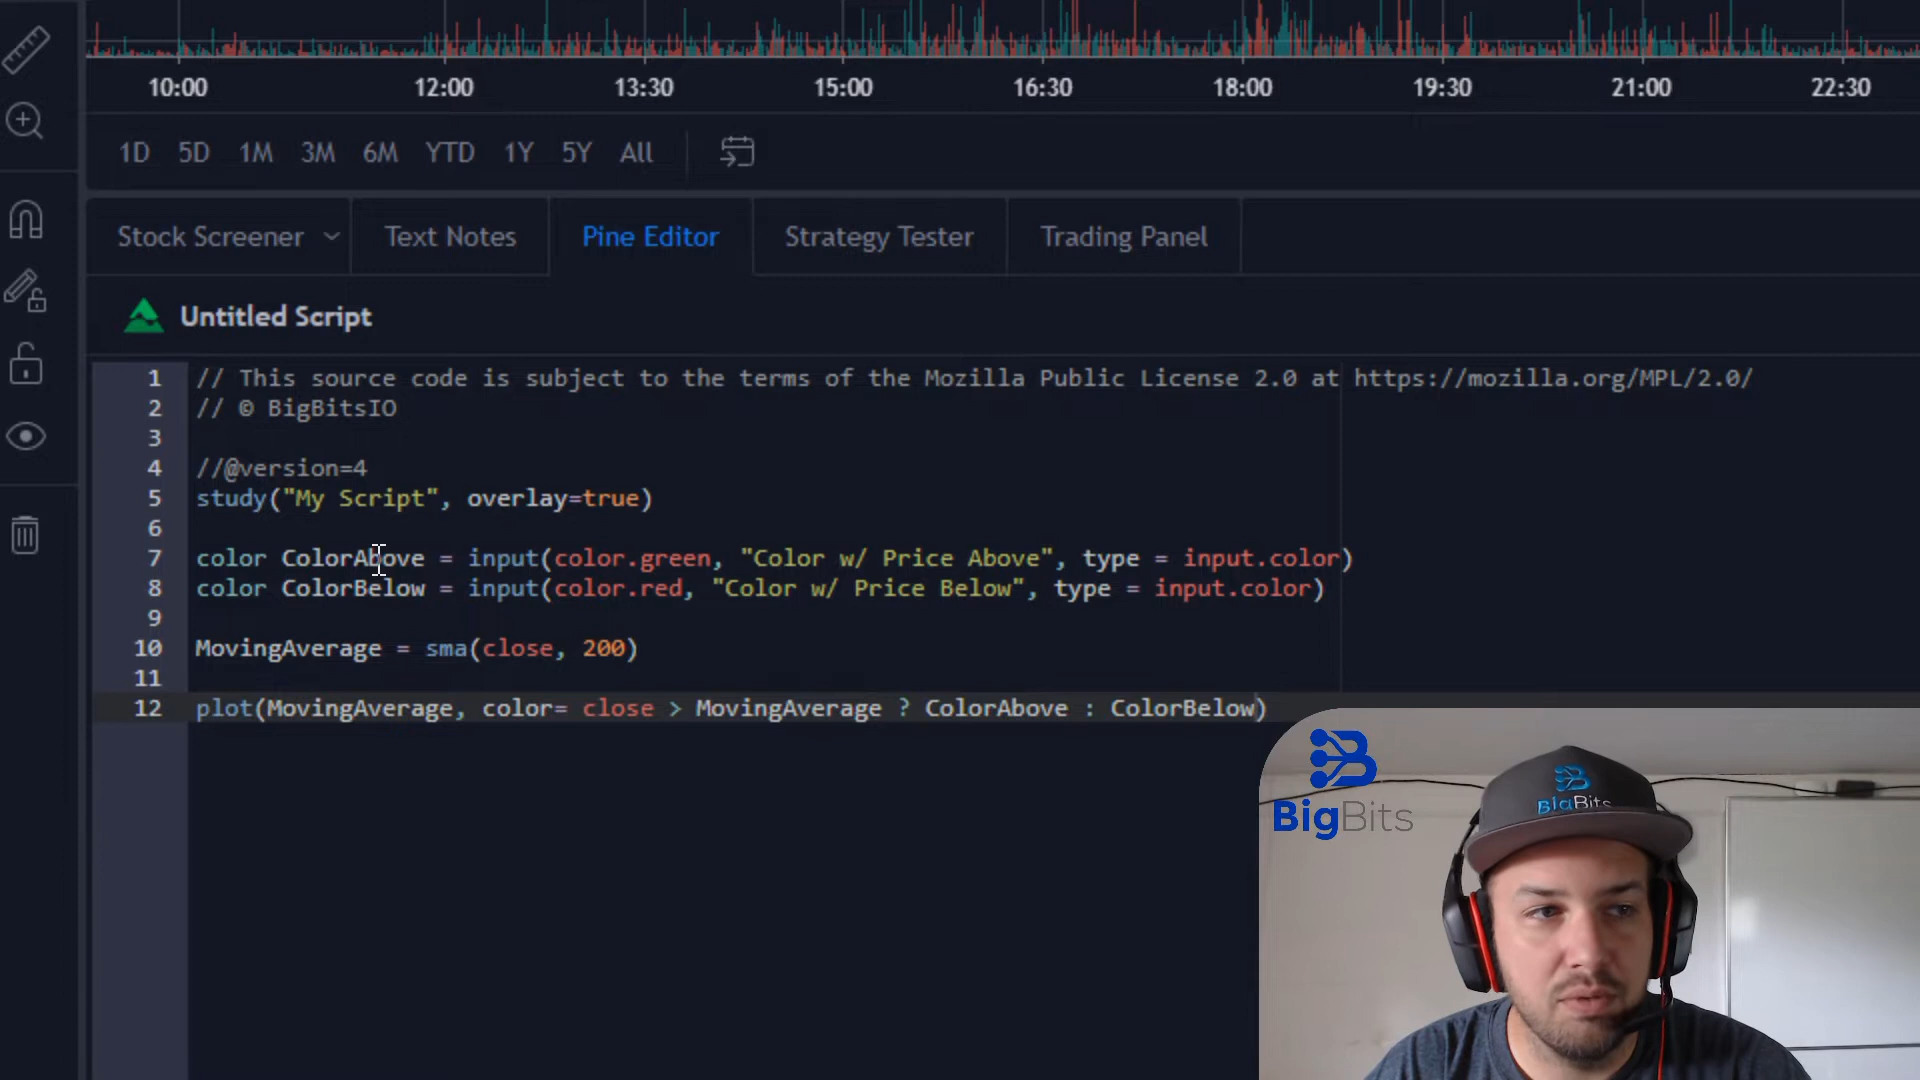 10:00 12:00 13:30 15:00 16:30 18:00 19:30 21:00 22:30
1D 5D 1M 3M 6M YTD 1Y 5Y All
Stock Screener Text Notes Pine Editor Strategy Tester Trading Panel
Untitled Script
1 // This source code is subject to the terms of the Mozilla Public License 2.0 at https://mozilla.org/MPL/2.0/
2 // © BigBitsIO
3
4 //@version=4
5 study("My Script", overlay=true)
6
7 color ColorAbove = input(color.green, "Color w/ Price Above", type = input.color)
8 color ColorBelow = input(color.red, "Color w/ Price Below", type = input.color)
9
10 MovingAverage = sma(close, 200)
11
12 plot(MovingAverage, color= close > MovingAverage ? ColorAbove : ColorBelow)
BigBits
BigBits